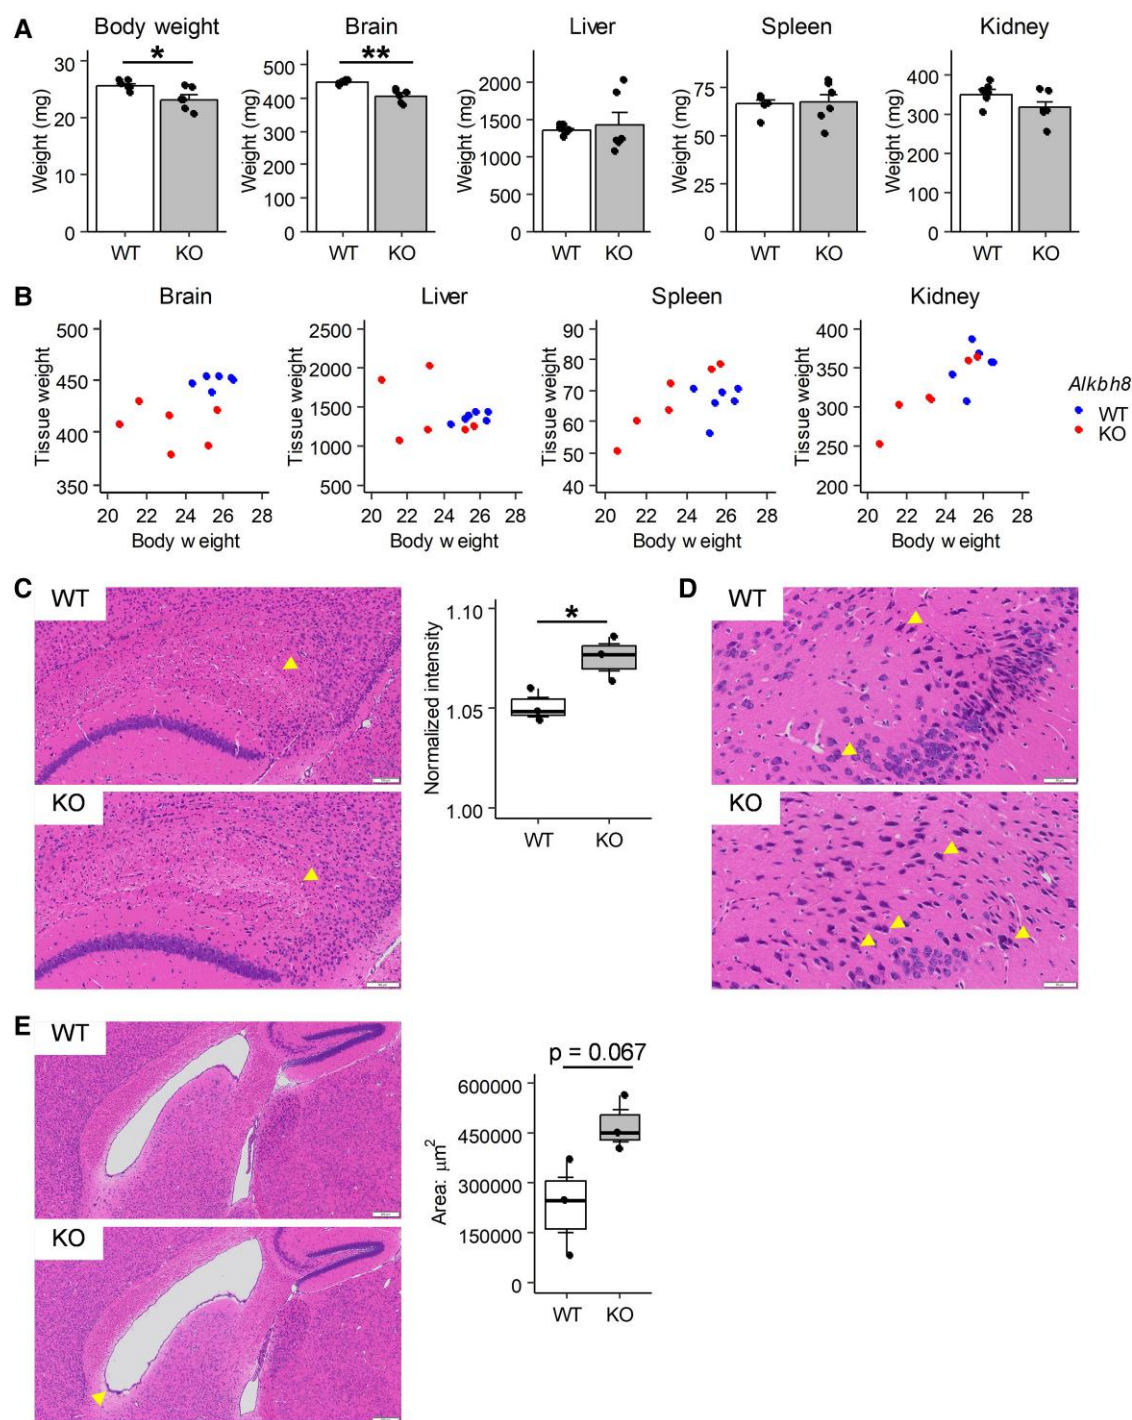 A
Body weight
Brain
Liver
Spleen
Kidney
*
**
Weight (mg)
30
20
10
0
WT
KO
Weight (mg)
500
400
300
200
100
0
WT
KO
Weight (mg)
2000
1500
1000
500
0
WT
KO
Weight (mg)
75
50
25
0
WT
KO
Weight (mg)
400
300
200
100
0
WT
KO
B
Brain
Tissue weight
500
450
400
350
20 22 24 26 28
Body weight
Liver
Tissue weight
2500
2000
1500
1000
500
20 22 24 26 28
Body weight
Spleen
Tissue weight
90
80
70
60
50
40
20 22 24 26 28
Body weight
Kidney
Tissue weight
400
350
300
250
200
20 22 24 26 28
Body weight
Alkbh8
WT
KO
C
WT
KO
Normalized intensity
1.10
1.05
1.00
*
WT
KO
D
WT
KO
E
WT
KO
p = 0.067
Area: μm²
600000
450000
300000
150000
0
WT
KO